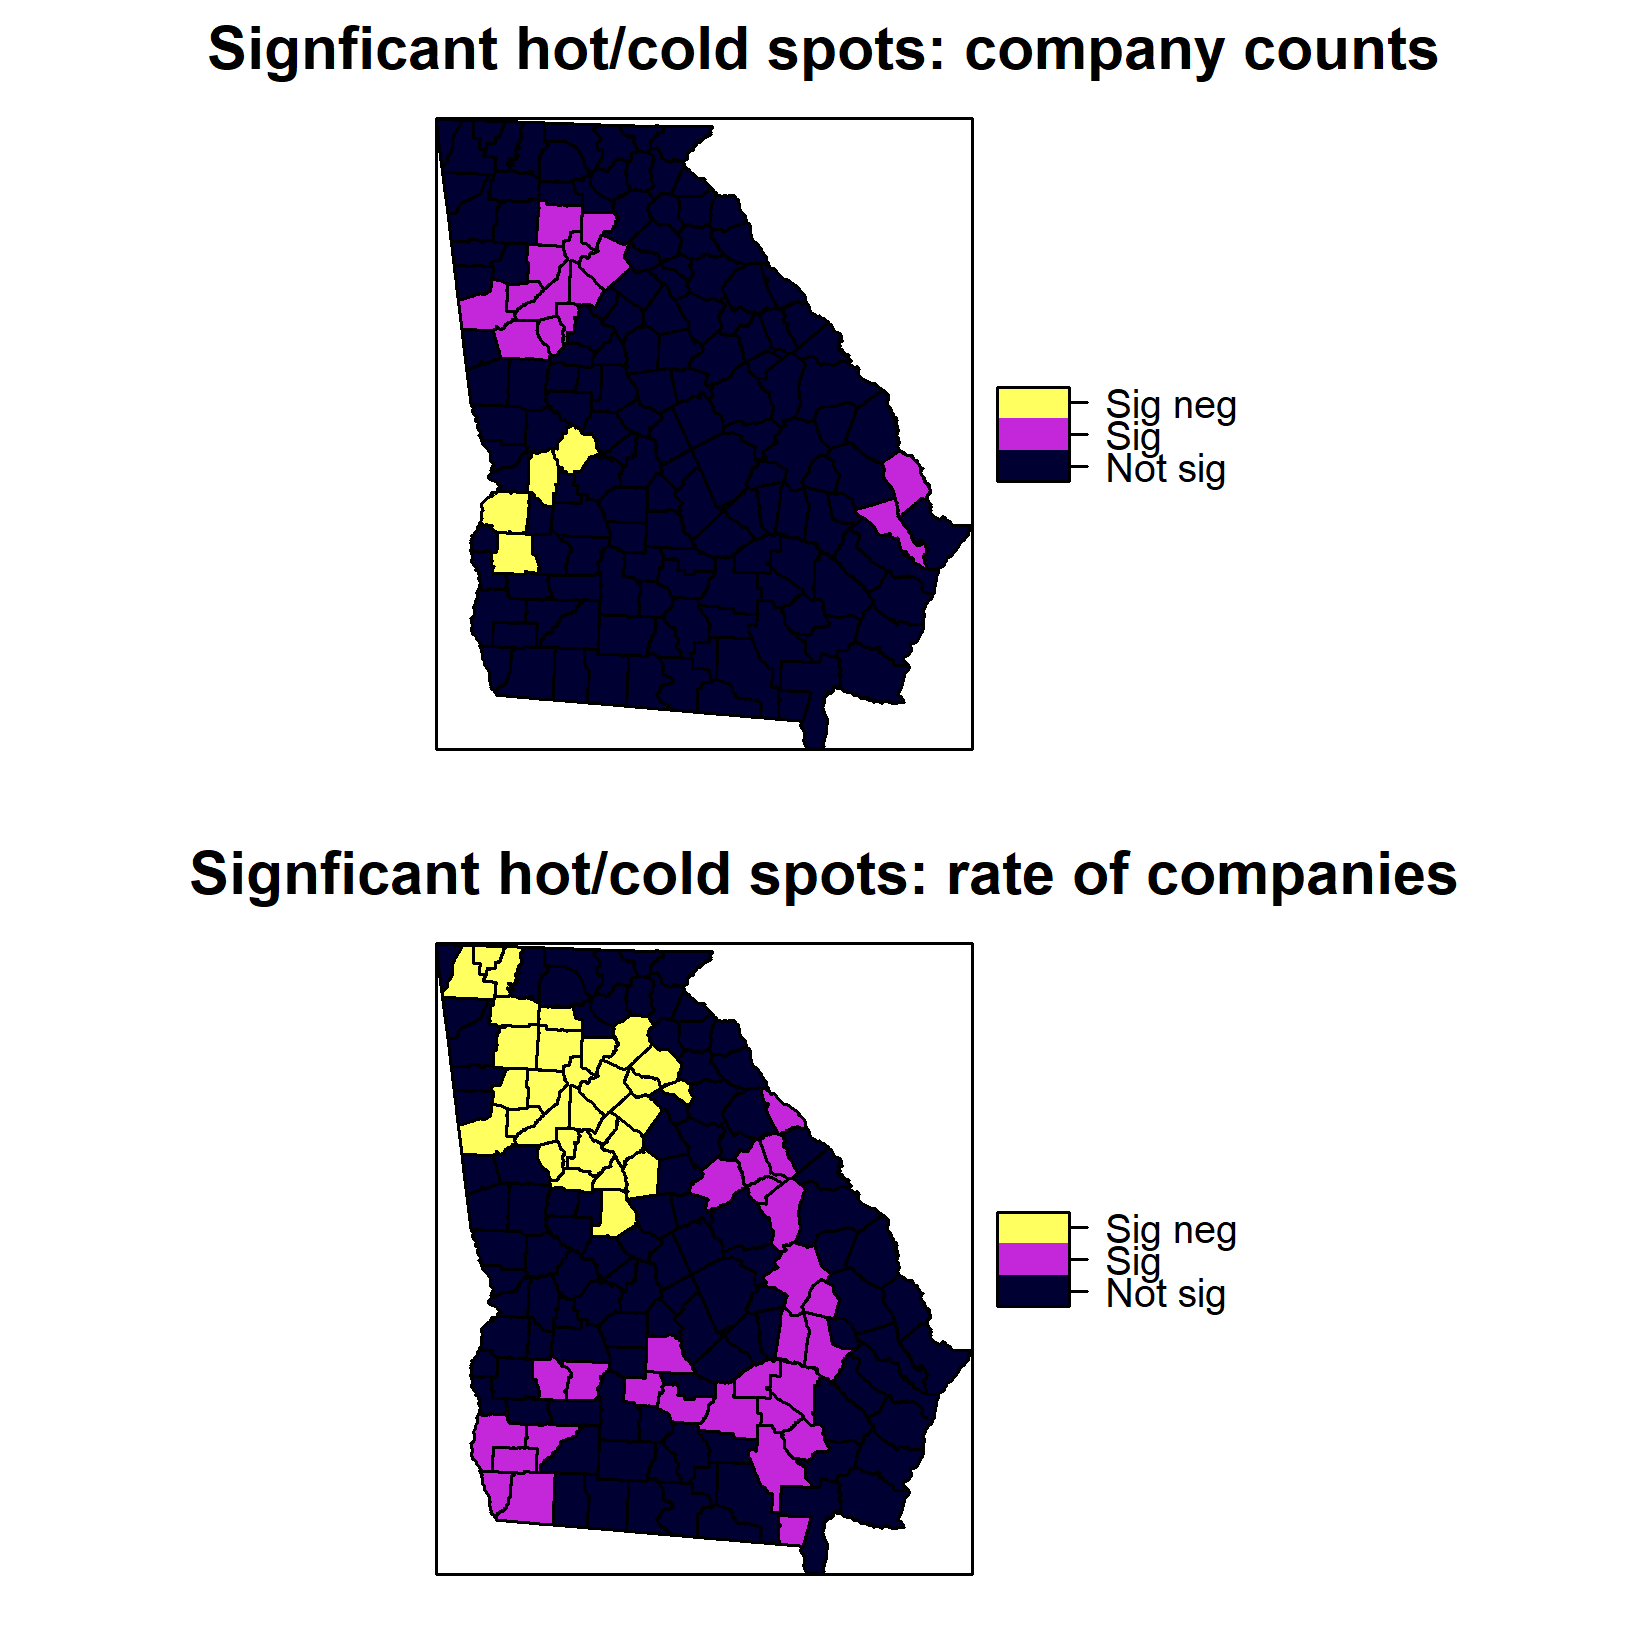 Signficant hot/cold spots: company counts
Sig neg
Sig
Not sig
Signficant hot/cold spots: rate of companies
Sig neg
Sig
Not sig